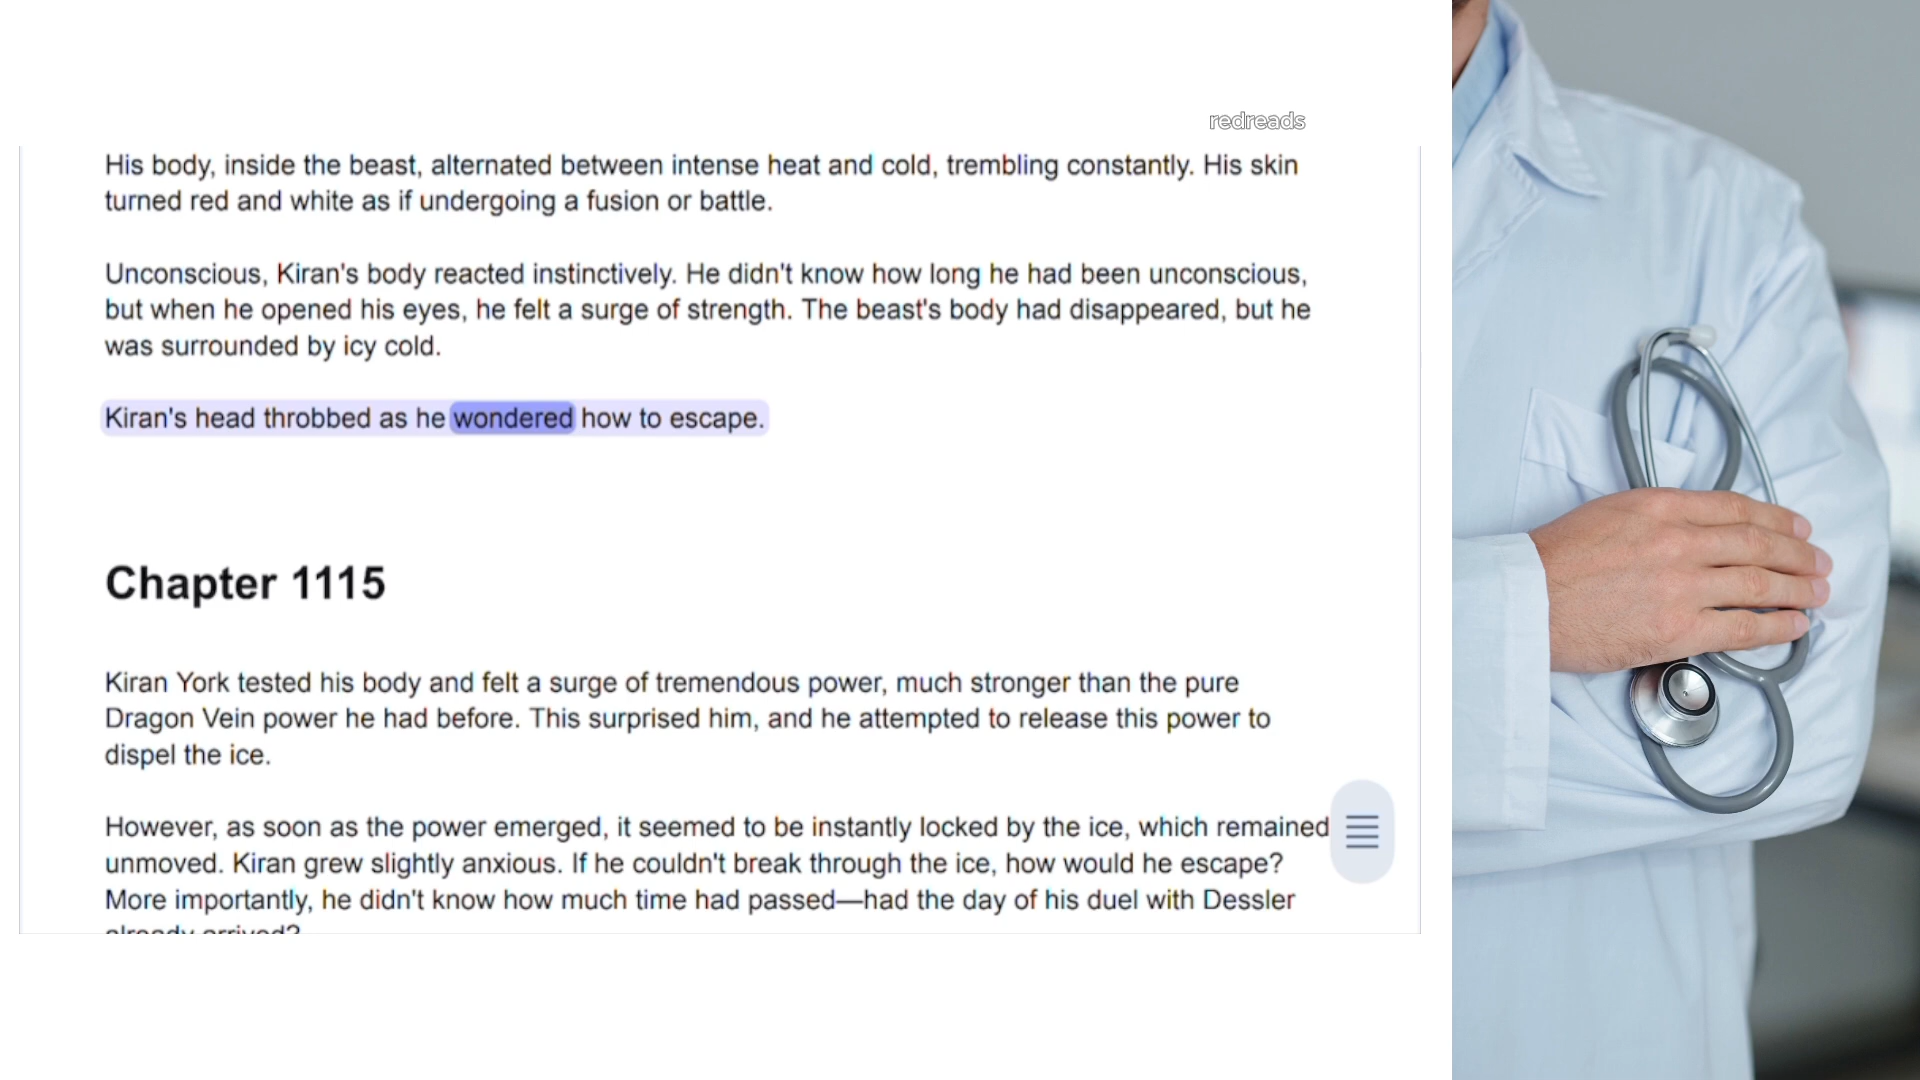 redreads
His body, inside the beast, alternated between intense heat and cold, trembling constantly. His skin
turned red and white as if undergoing a fusion or battle.
Unconscious, Kiran's body reacted instinctively. He didn't know how long he had been unconscious,
but when he opened his eyes, he felt a surge of strength. The beast's body had disappeared, but he
was surrounded by icy cold.
Kiran's head throbbed as he wondered how to escape.
Chapter 1115
Kiran York tested his body and felt a surge of tremendous power, much stronger than the pure
Dragon Vein power he had before. This surprised him, and he attempted to release this power to
dispel the ice.
However, as soon as the power emerged, it seemed to be instantly locked by the ice, which remained
unmoved. Kiran grew slightly anxious. If he couldn't break through the ice, how would he escape?
More importantly, he didn't know how much time had passed—had the day of his duel with Dessler
already arrived?